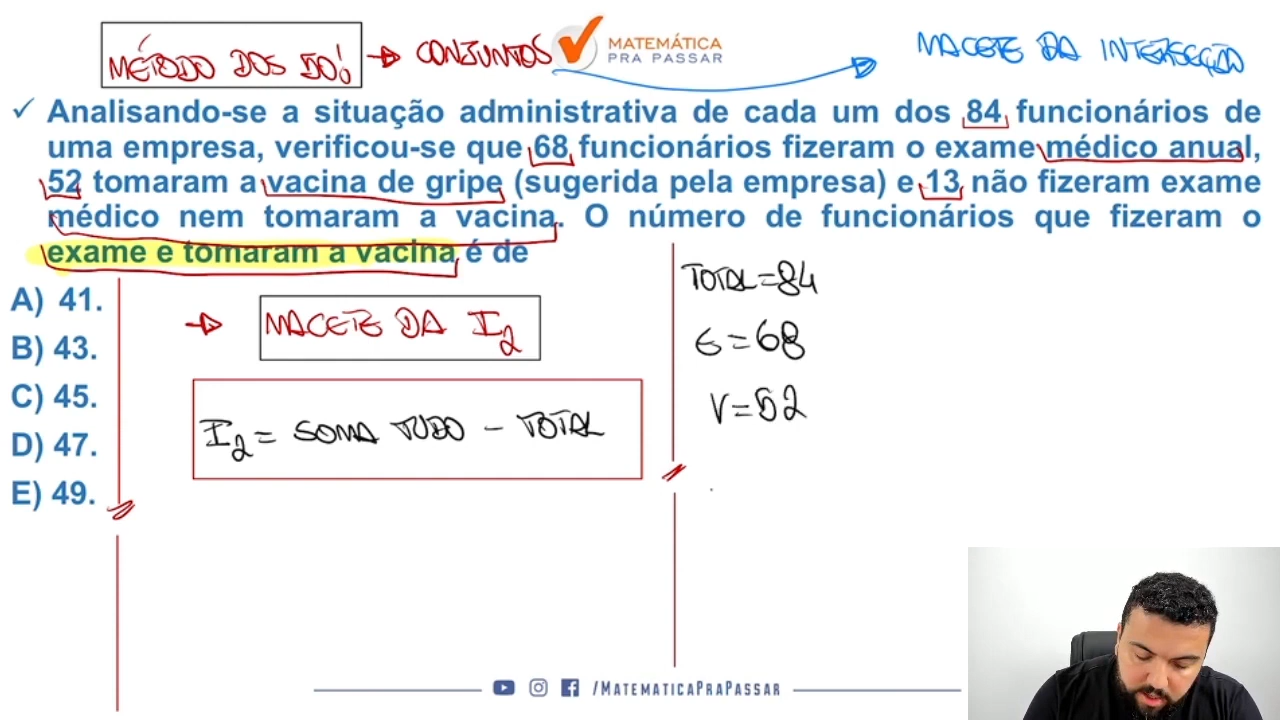 MÉTODO DOS IDO! → CONJUNTOS
MATEMÁTICA
PRA PASSAR
MACETE DA INTERSECÇÃO
✓ Analisando-se a situação administrativa de cada um dos 84 funcionários de
uma empresa, verificou-se que 68 funcionários fizeram o exame médico anual,
52 tomaram a vacina de gripe (sugerida pela empresa) e 13 não fizeram exame
médico nem tomaram a vacina. O número de funcionários que fizeram o
exame e tomaram a vacina é de
A) 41.
B) 43.
C) 45.
D) 47.
E) 49.
→ MACETE DA I2
I2 = SOMA TUDO - TOTAL
TOTAL=84
E=68
V=52
/MATEMATICAPRAPASSAR